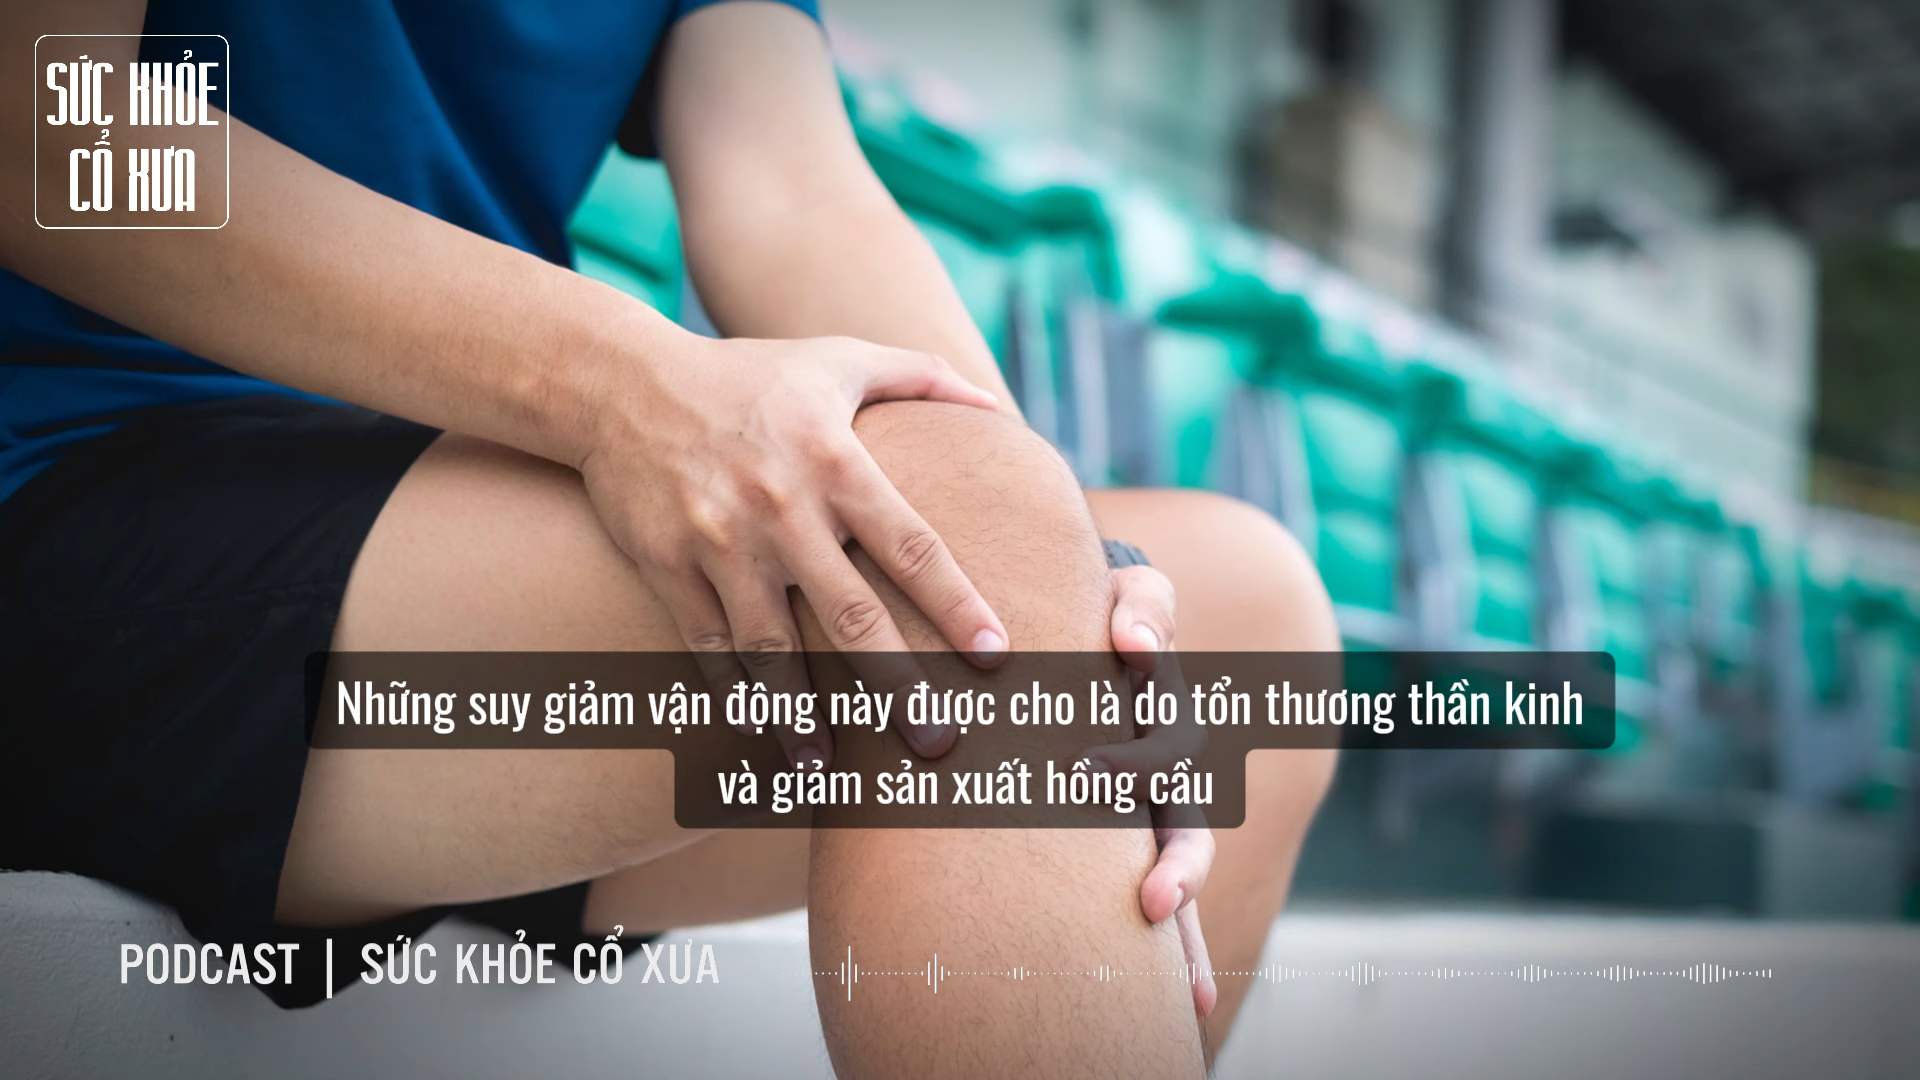 SỨC KHỎE
CỔ XƯA
Những suy giảm vận động này được cho là do tổn thương thần kinh
và giảm sản xuất hồng cầu
PODCAST | SỨC KHỎE CỔ XƯA